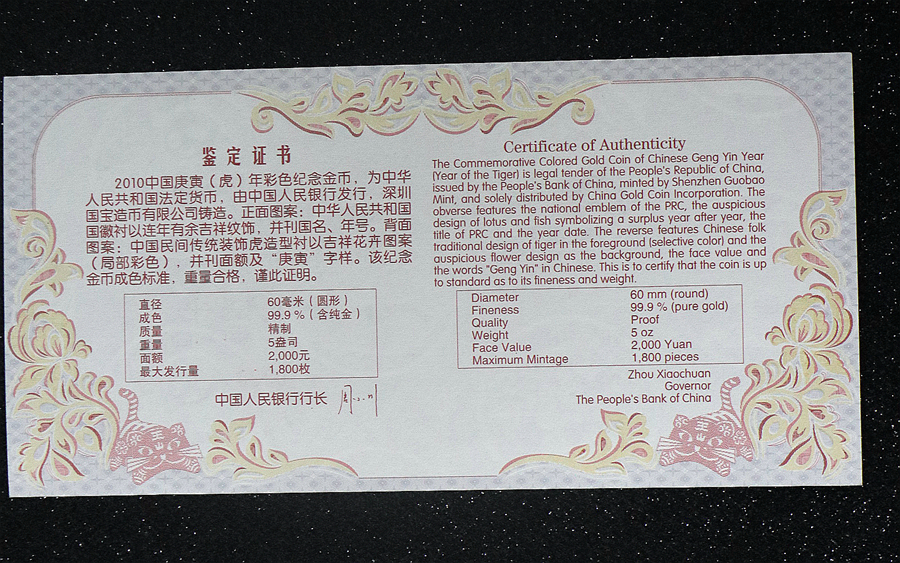 鉴定证书
2010中国庚寅（虎）年彩色纪念金币，为中华
人民共和国法定货币，由中国人民银行发行，深圳
国宝造币有限公司铸造。正面图案：中华人民共和国
国徽衬以连年有余吉祥纹饰，并刊国名、年号。背面
图案：中国民间传统装饰虎造型衬以吉祥花卉图案
（局部彩色），并刊面额及“庚寅”字样。该纪念
金币成色标准，重量合格，谨此证明。
直径 60毫米（圆形）
成色 99.9 %（含纯金）
质量 精制
重量 5盎司
面额 2,000元
最大发行量 1,800枚
中国人民银行行长
Certificate of Authenticity
The Commemorative Colored Gold Coin of Chinese Geng Yin Year
(Year of the Tiger) is legal tender of the People's Republic of China,
issued by the People's Bank of China, minted by Shenzhen Guobao
Mint, and solely distributed by China Gold Coin Incorporation. The
obverse features the national emblem of the PRC, the auspicious
design of lotus and fish symbolizing a surplus year after year, the
title of PRC and the year date. The reverse features Chinese folk
traditional design of tiger in the foreground (selective color) and the
auspicious flower design as the background, the face value and
the words "Geng Yin" in Chinese. This is to certify that the coin is up
to standard as to its fineness and weight.
Diameter 60 mm (round)
Fineness 99.9 % (pure gold)
Quality Proof
Weight 5 oz
Face Value 2,000 Yuan
Maximum Mintage 1,800 pieces
Zhou Xiaochuan
Governor
The People's Bank of China